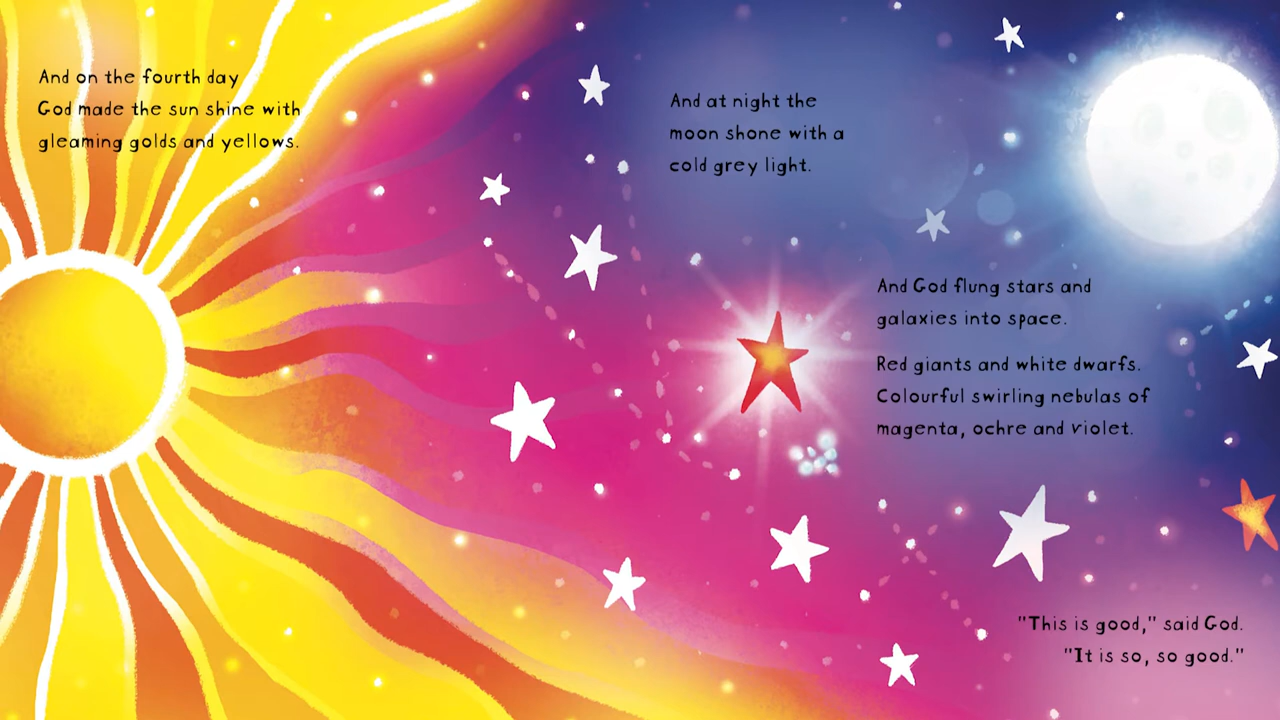 And on the fourth day
God made the sun shine with
gleaming golds and yellows.
And at night the
moon shone with a
cold grey light.
And God flung stars and
galaxies into space.
Red giants and white dwarfs.
Colourful swirling nebulas of
magenta, ochre and violet.
"This is good," said God.
"It is so, so good."